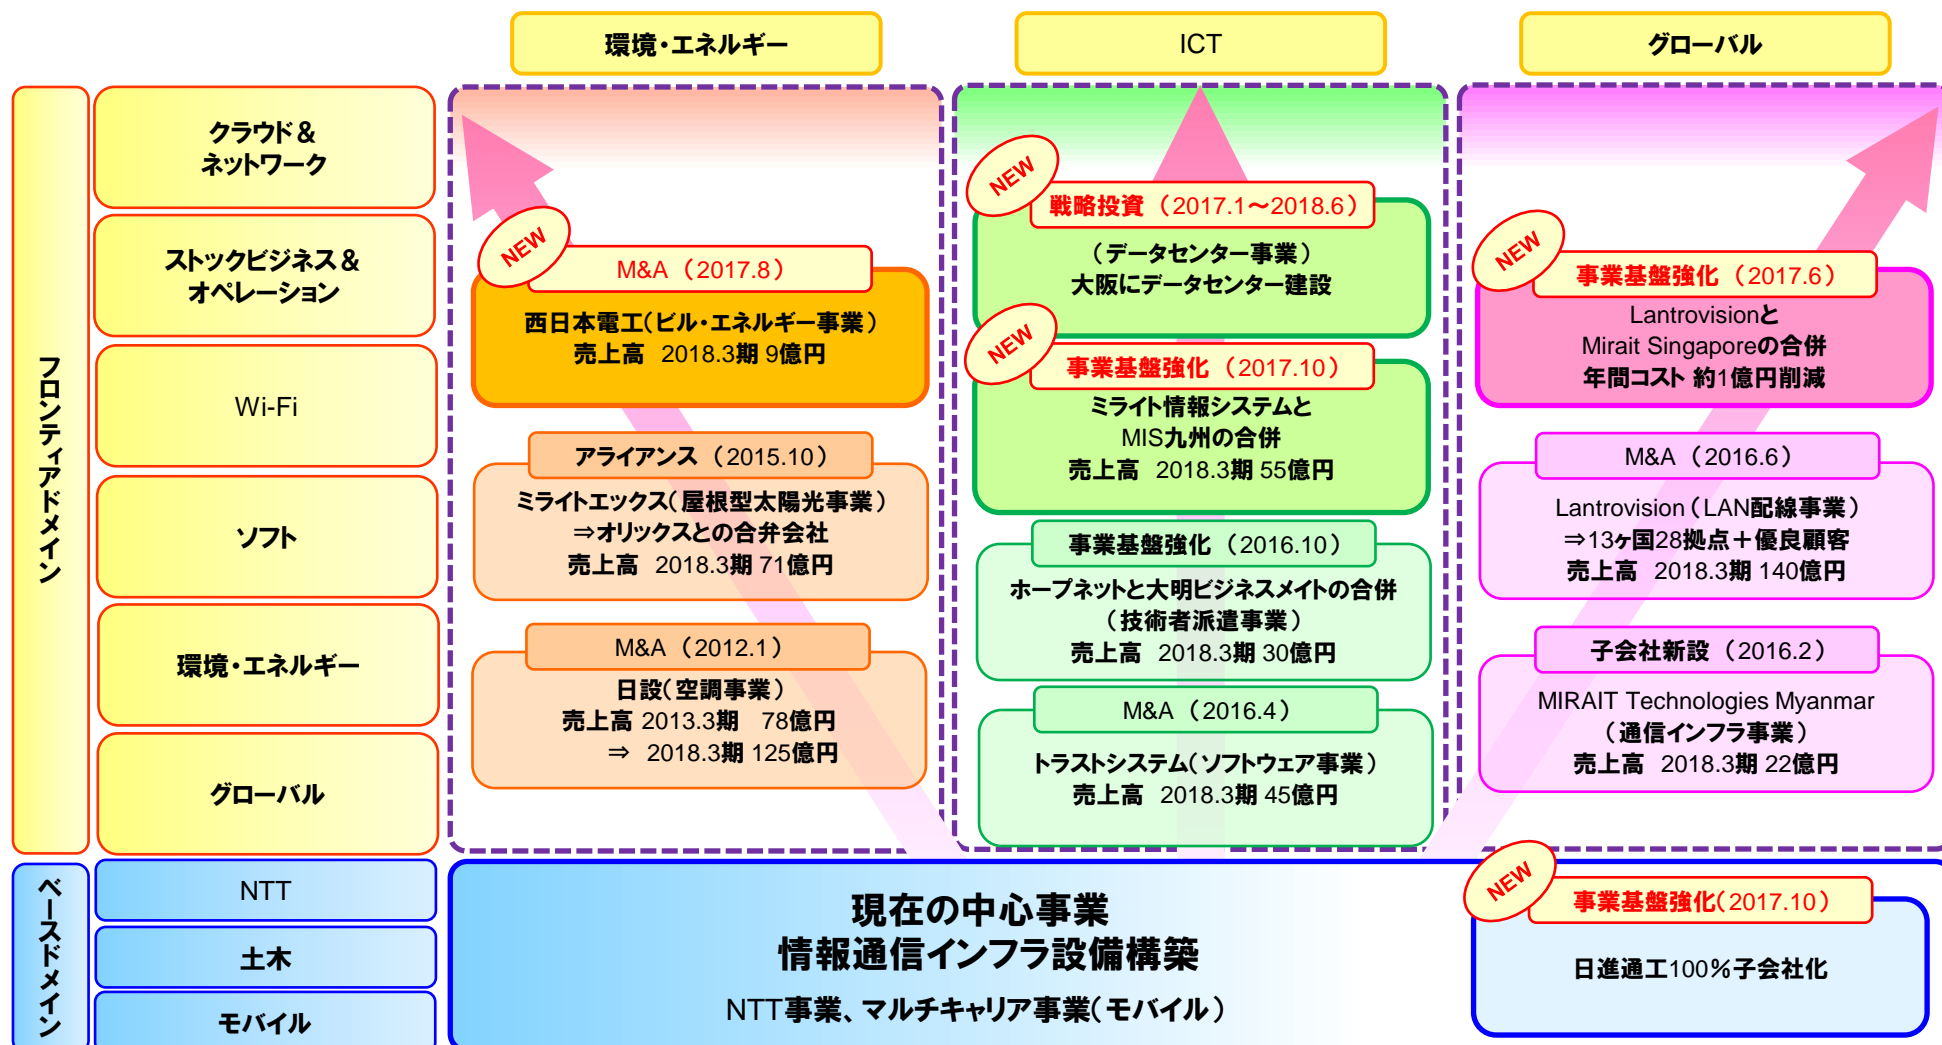 環境・エネルギー
ICT
グローバル
フロンティアドメイン
クラウド＆
ネットワーク
ストックビジネス＆
オペレーション
Wi-Fi
ソフト
環境・エネルギー
グローバル
NEW
M&A（2017.8）
西日本電工（ビル・エネルギー事業）
売上高 2018.3期 9億円
アライアンス（2015.10）
ミライトエックス（屋根型太陽光事業）
⇒オリックスとの合弁会社
売上高 2018.3期 71億円
M&A（2012.1）
日設（空調事業）
売上高 2013.3期 78億円
⇒ 2018.3期 125億円
NEW
戦略投資（2017.1～2018.6）
（データセンター事業）
大阪にデータセンター建設
NEW
事業基盤強化（2017.10）
ミライト情報システムと
MIS九州の合併
売上高 2018.3期 55億円
事業基盤強化（2016.10）
ホープネットと大明ビジネスメイトの合併
（技術者派遣事業）
売上高 2018.3期 30億円
M&A（2016.4）
トラストシステム（ソフトウェア事業）
売上高 2018.3期 45億円
NEW
事業基盤強化（2017.6）
Lantrovisionと
Mirait Singaporeの合併
年間コスト 約1億円削減
M&A（2016.6）
Lantrovision（LAN配線事業）
⇒13ヶ国28拠点＋優良顧客
売上高 2018.3期 140億円
子会社新設（2016.2）
MIRAIT Technologies Myanmar
（通信インフラ事業）
売上高 2018.3期 22億円
ベースドメイン
NTT
土木
モバイル
現在の中心事業
情報通信インフラ設備構築
NTT事業、マルチキャリア事業（モバイル）
NEW
事業基盤強化（2017.10）
日進通工100％子会社化